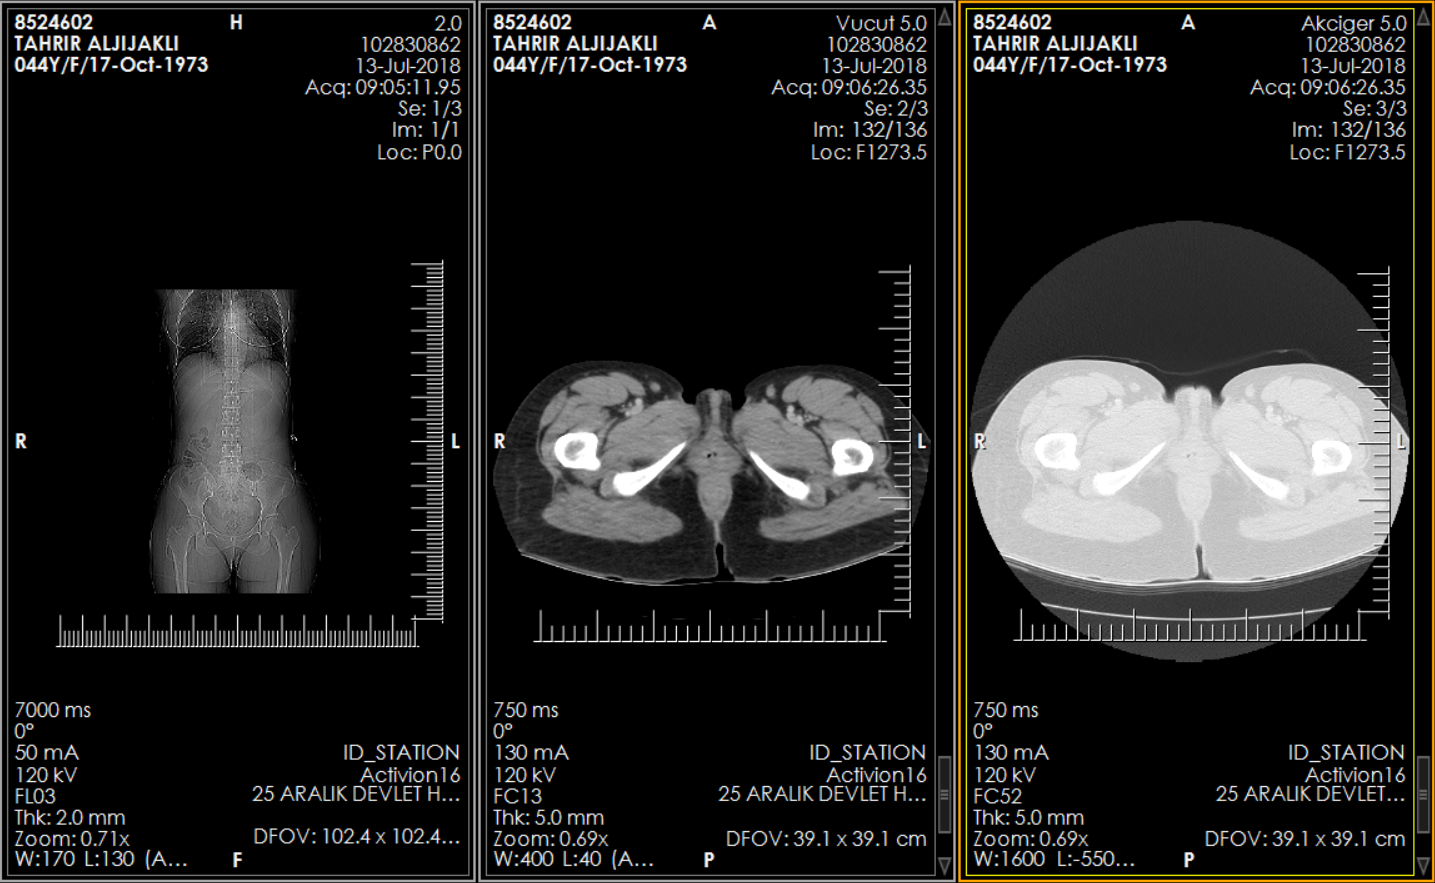 8524602 H 2.0
TAHRIR ALJIJAKLI 102830862
044Y/F/17-Oct-1973 13-Jul-2018
Acq: 09:05:11.95
Se: 1/3
Im: 1/1
Loc: P0.0
R L
7000 ms
0°
50 mA ID_STATION
120 kV Activion16
FL03 25 ARALIK DEVLET H...
Thk: 2.0 mm
Zoom: 0.71x DFOV: 102.4 x 102.4...
W:170 L:130 (A... F
8524602 A Vucut 5.0
TAHRIR ALJIJAKLI 102830862
044Y/F/17-Oct-1973 13-Jul-2018
Acq: 09:06:26.35
Se: 2/3
Im: 132/136
Loc: F1273.5
R L
750 ms
0°
130 mA ID_STATION
120 kV Activion16
FC13 25 ARALIK DEVLET H...
Thk: 5.0 mm
Zoom: 0.69x DFOV: 39.1 x 39.1 cm
W:400 L:40 (A... P
8524602 A Akciger 5.0
TAHRIR ALJIJAKLI 102830862
044Y/F/17-Oct-1973 13-Jul-2018
Acq: 09:06:26.35
Se: 3/3
Im: 132/136
Loc: F1273.5
R L
750 ms
0°
130 mA ID_STATION
120 kV Activion16
FC52 25 ARALIK DEVLET...
Thk: 5.0 mm
Zoom: 0.69x DFOV: 39.1 x 39.1 cm
W:1600 L:-550... P